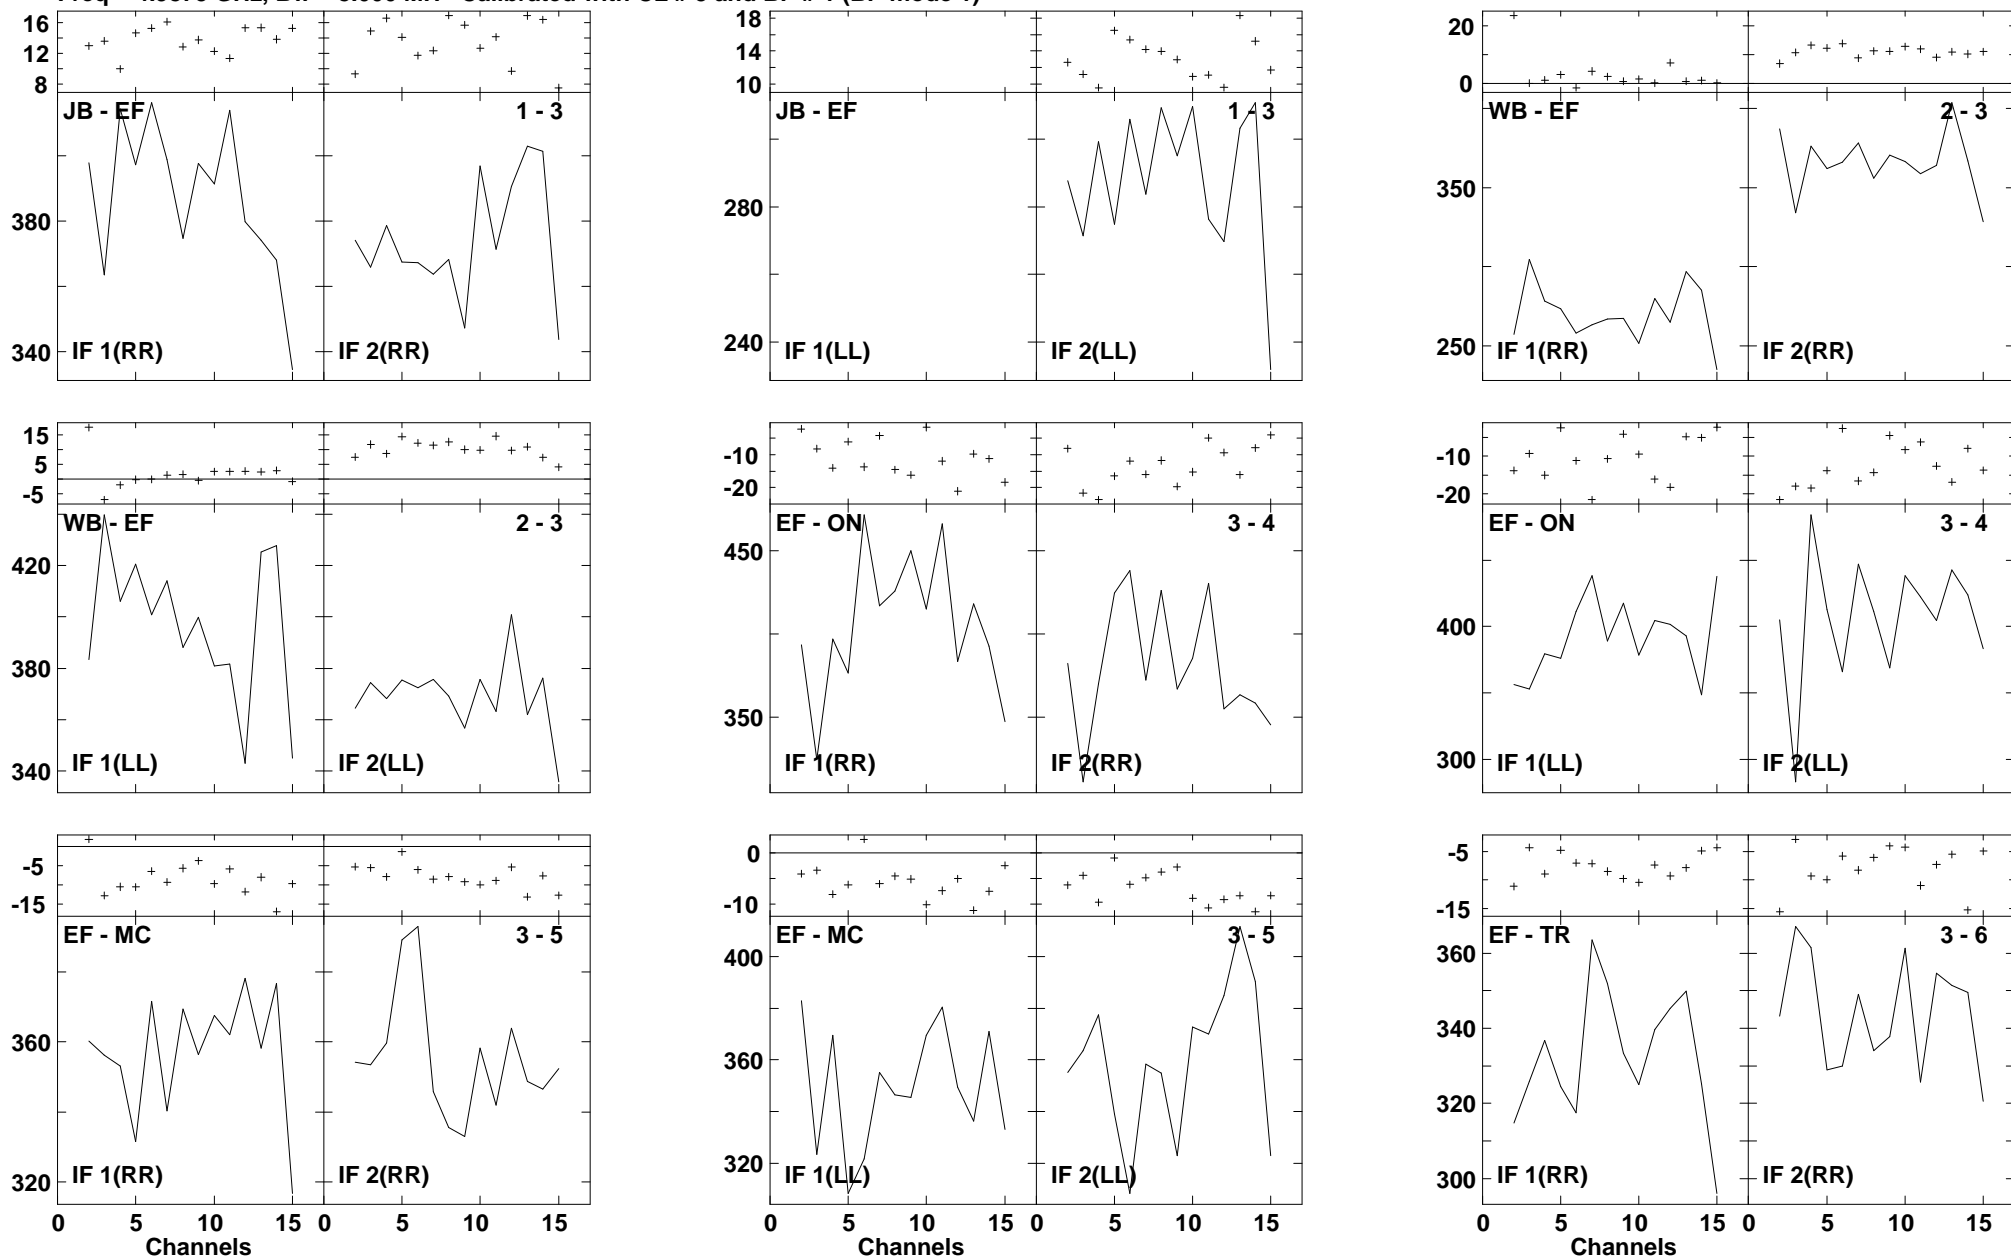 16
12
8
JB - EF
1 - 3
380
340
IF 1(RR)
IF 2(RR)
18
14
10
JB - EF
1 - 3
280
240
IF 1(LL)
IF 2(LL)
20
0
WB - EF
2 - 3
350
250
IF 1(RR)
IF 2(RR)
15
5
-5
WB - EF
2 - 3
420
380
340
IF 1(LL)
IF 2(LL)
-10
-20
EF - ON
3 - 4
450
350
IF 1(RR)
IF 2(RR)
-10
-20
EF - ON
3 - 4
400
300
IF 1(LL)
IF 2(LL)
-5
-15
EF - MC
3 - 5
360
320
IF 1(RR)
IF 2(RR)
0 5 10 15 0 5 10 15
Channels
0
-10
EF - MC
3 - 5
400
360
320
IF 1(LL)
IF 2(LL)
0 5 10 15 0 5 10 15
Channels
-5
-15
EF - TR
3 - 6
360
340
320
300
IF 1(RR)
IF 2(RR)
0 5 10 15 0 5 10 15
Channels